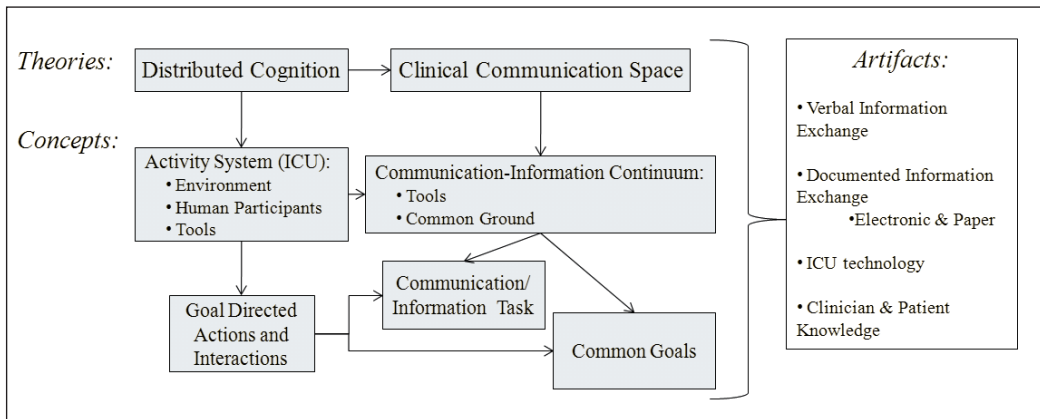 Theories:
Distributed Cognition
Clinical Communication Space
Concepts:
Activity System (ICU):
• Environment
• Human Participants
• Tools
Communication-Information Continuum:
• Tools
• Common Ground
Goal Directed
Actions and
Interactions
Communication/
Information Task
Common Goals
Artifacts:
• Verbal Information
Exchange
• Documented Information
Exchange
•Electronic & Paper
• ICU technology
• Clinician & Patient
Knowledge